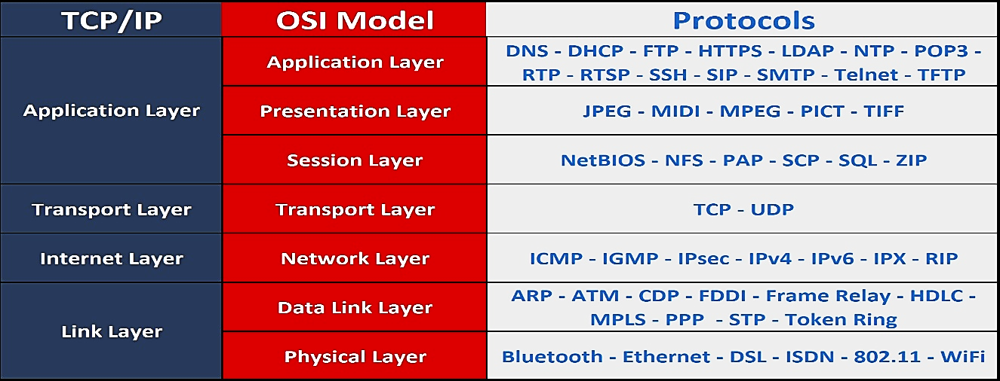 TCP/IP OSI Model Protocols
Application Layer
Application Layer
DNS - DHCP - FTP - HTTPS - LDAP - NTP - POP3 -
RTP - RTSP - SSH - SIP - SMTP - Telnet - TFTP
Presentation Layer
JPEG - MIDI - MPEG - PICT - TIFF
Session Layer
NetBIOS - NFS - PAP - SCP - SQL - ZIP
Transport Layer
Transport Layer
TCP - UDP
Internet Layer
Network Layer
ICMP - IGMP - IPsec - IPv4 - IPv6 - IPX - RIP
Link Layer
Data Link Layer
ARP - ATM - CDP - FDDI - Frame Relay - HDLC -
MPLS - PPP - STP - Token Ring
Physical Layer
Bluetooth - Ethernet - DSL - ISDN - 802.11 - WiFi